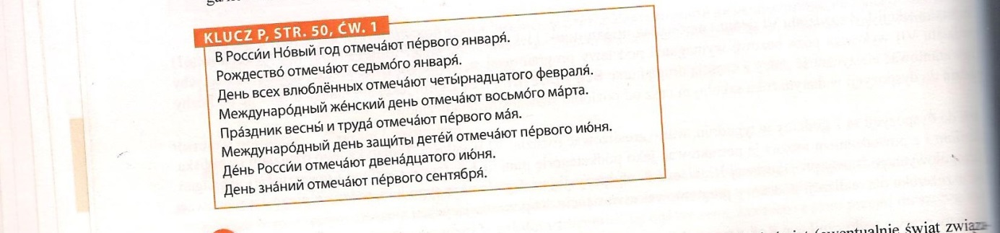 KLUCZ P, STR. 50, ĆW. 1
В Росси́и Но́вый год отмеча́ют пе́рвого января́.
Рождество́ отмеча́ют седьмо́го января́.
День всех влюблённых отмеча́ют четы́рнадцатого февраля́.
Междунаро́дный же́нский день отмеча́ют восьмо́го ма́рта.
Пра́здник весны́ и труда́ отмеча́ют пе́рвого ма́я.
Междунаро́дный день защи́ты дете́й отмеча́ют пе́рвого ию́ня.
Де́нь Росси́и отмеча́ют двена́дцатого ию́ня.
День зна́ний отмеча́ют пе́рвого сентября́.
(ewentualnie świąt związa-